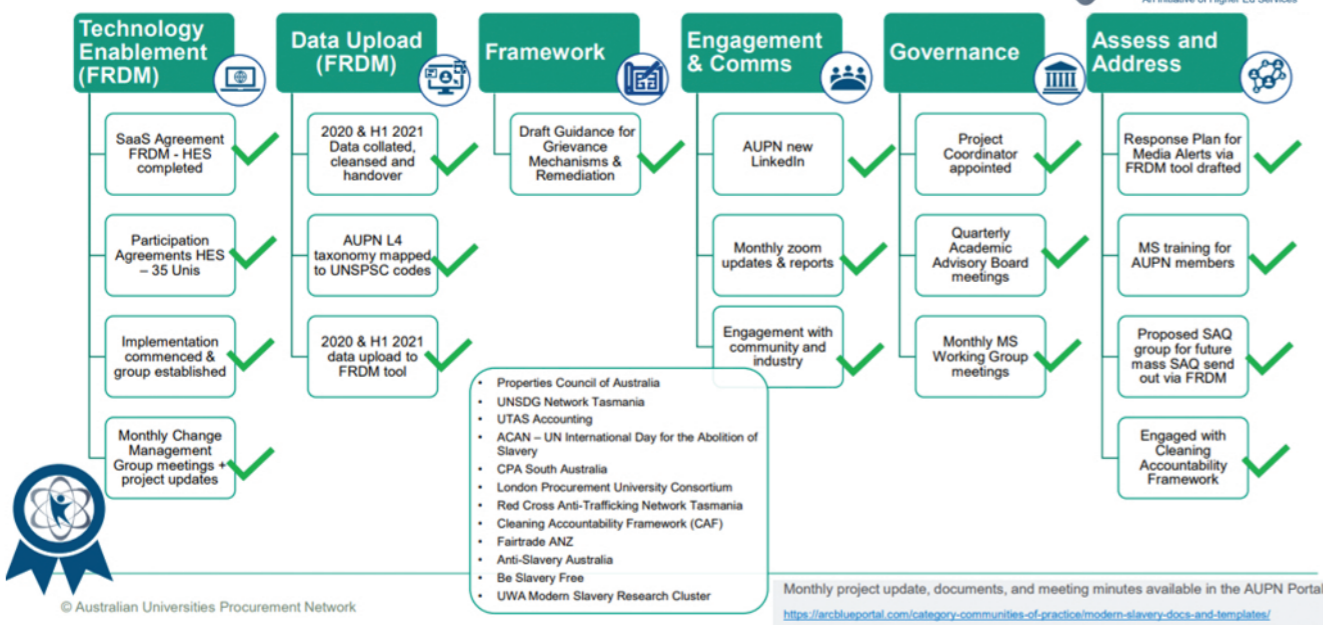 An Initiative of Higher Ed Services
Technology
Enablement
(FRDM)
SaaS Agreement
FRDM - HES
completed
Participation
Agreements HES
– 35 Unis
Implementation
commenced &
group established
Monthly Change
Management
Group meetings +
project updates
Data Upload
(FRDM)
2020 & H1 2021
Data collated,
cleansed and
handover
AUPN L4
taxonomy mapped
to UNSPSC codes
2020 & H1 2021
data upload to
FRDM tool
Framework
Draft Guidance for
Grievance
Mechanisms &
Remediation
Engagement
& Comms
AUPN new
LinkedIn
Monthly zoom
updates & reports
Engagement with
community and
industry
• Properties Council of Australia
• UNSDG Network Tasmania
• UTAS Accounting
• ACAN – UN International Day for the Abolition of
Slavery
• CPA South Australia
• London Procurement University Consortium
• Red Cross Anti-Trafficking Network Tasmania
• Cleaning Accountability Framework (CAF)
• Fairtrade ANZ
• Anti-Slavery Australia
• Be Slavery Free
• UWA Modern Slavery Research Cluster
Governance
Project
Coordinator
appointed
Quarterly
Academic
Advisory Board
meetings
Monthly MS
Working Group
meetings
Assess and
Address
Response Plan for
Media Alerts via
FRDM tool drafted
MS training for
AUPN members
Proposed SAQ
group for future
mass SAQ send
out via FRDM
Engaged with
Cleaning
Accountability
Framework
© Australian Universities Procurement Network
Monthly project update, documents, and meeting minutes available in the AUPN Portal
https://arcblueportal.com/category-communities-of-practice/modern-slavery-docs-and-templates/